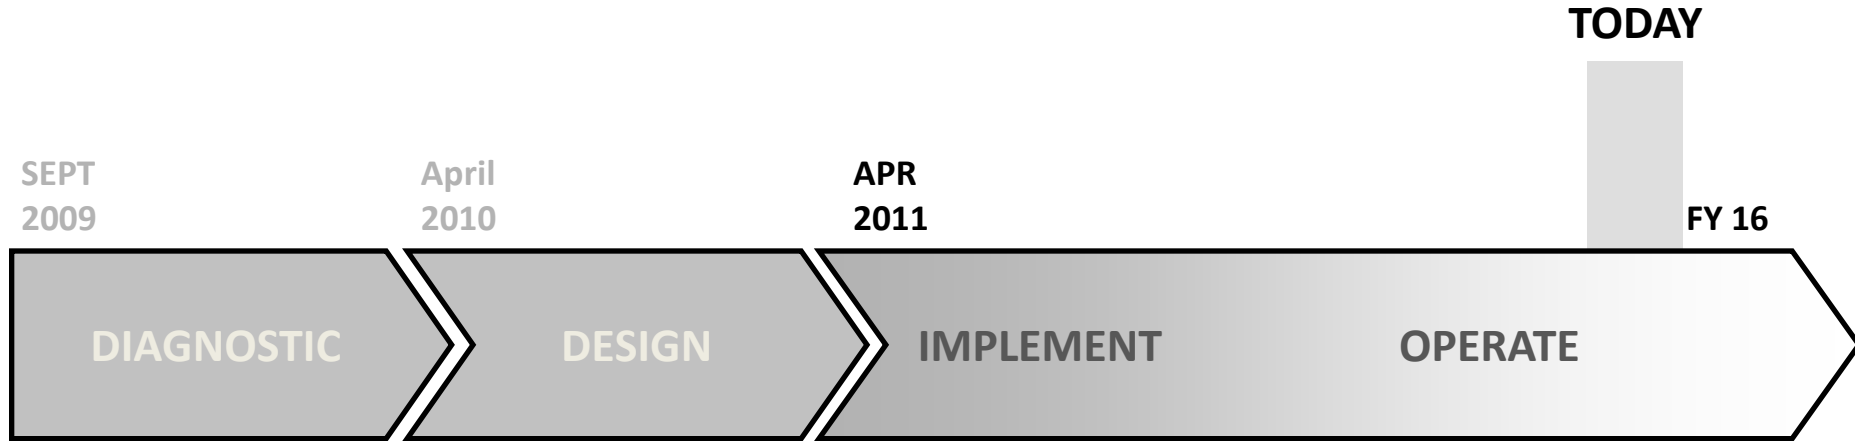 TODAY
SEPT
2009
April
2010
APR
2011
FY 16
DIAGNOSTIC
DESIGN
IMPLEMENT
OPERATE